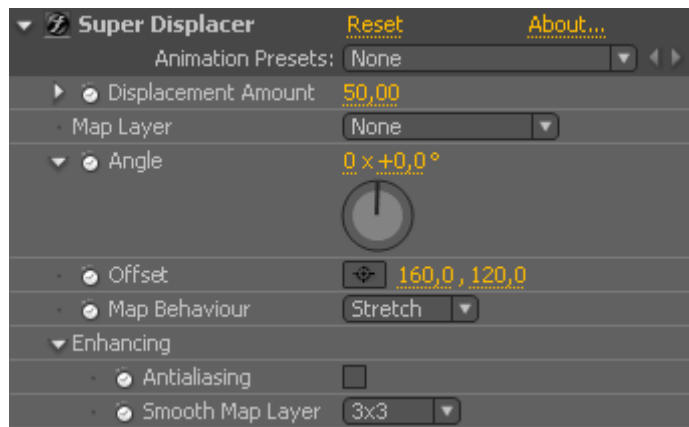 Super Displacer Reset About...
Animation Presets: None
Displacement Amount 50,00
Map Layer None
Angle 0 x +0,0°
Offset 160,0 , 120,0
Map Behaviour Stretch
Enhancing
Antialiasing
Smooth Map Layer 3x3